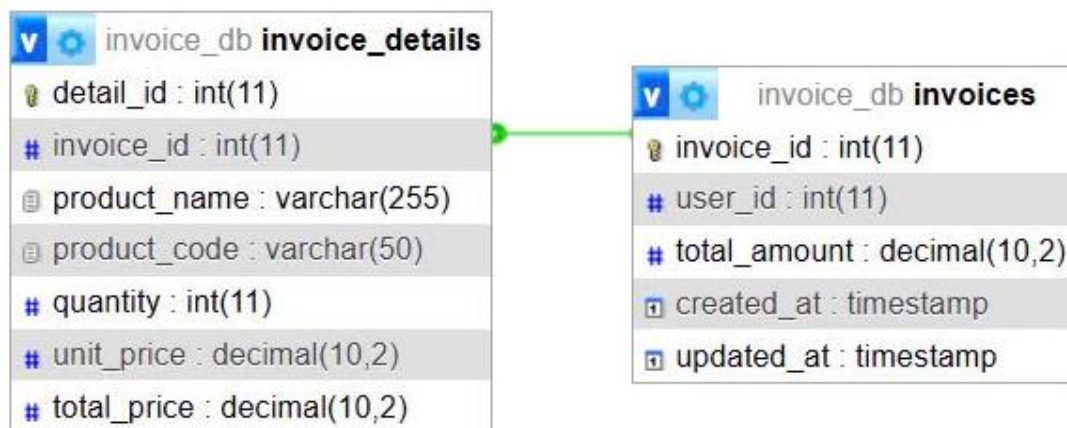 v invoice_db invoice_details
detail_id : int(11)
# invoice_id : int(11)
product_name : varchar(255)
product_code : varchar(50)
# quantity : int(11)
# unit_price : decimal(10,2)
# total_price : decimal(10,2)
v invoice_db invoices
invoice_id : int(11)
# user_id : int(11)
# total_amount : decimal(10,2)
created_at : timestamp
updated_at : timestamp